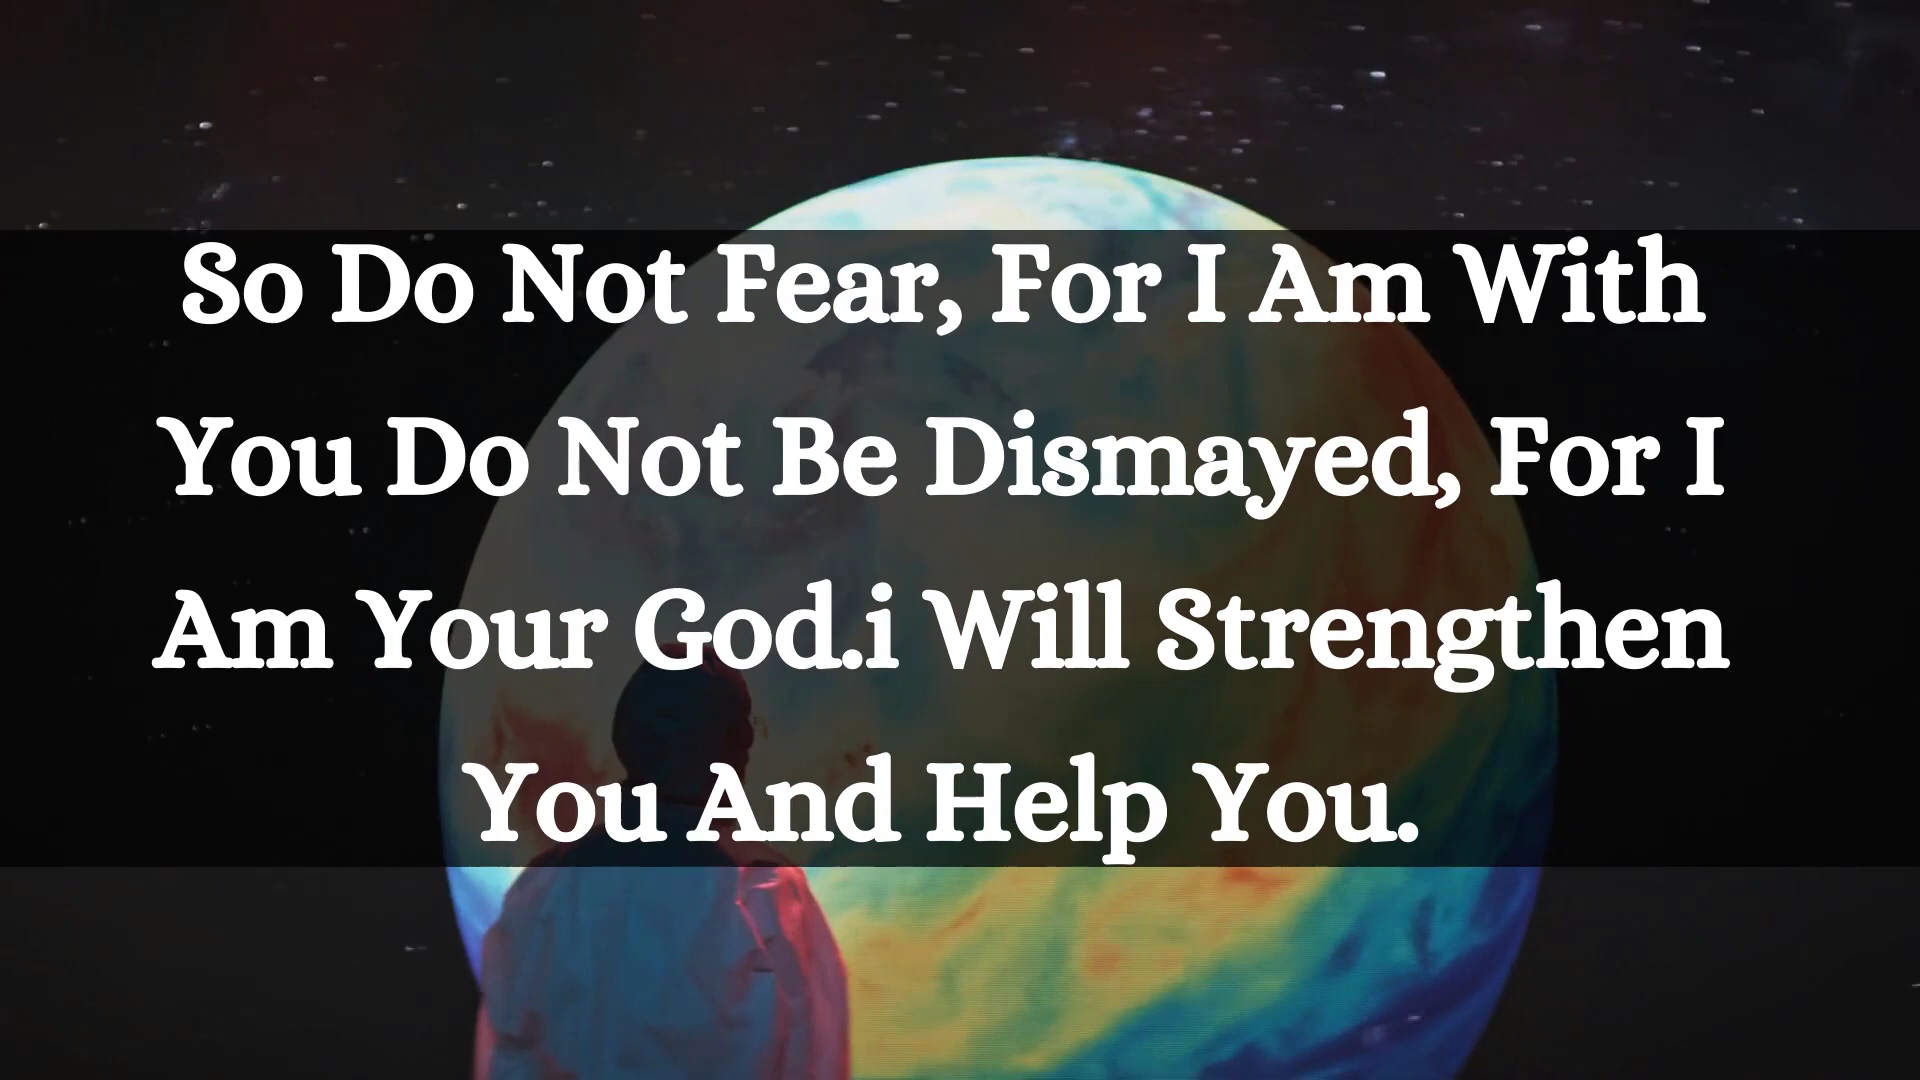 So Do Not Fear, For I Am With
You Do Not Be Dismayed, For I
Am Your God.i Will Strengthen
You And Help You.